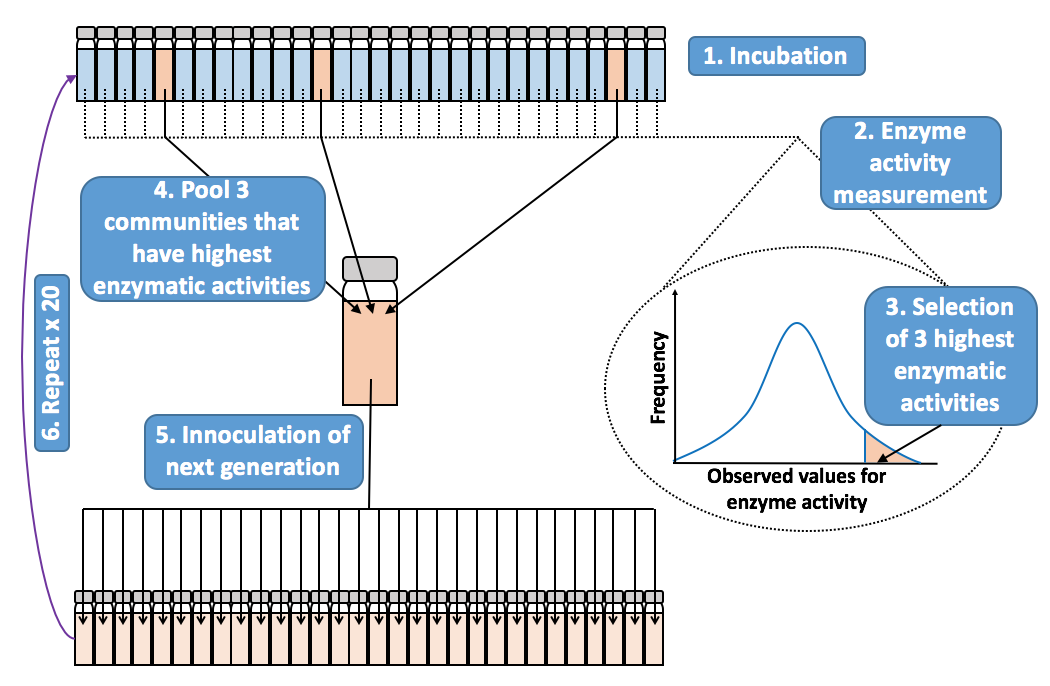 1. Incubation
2. Enzyme
activity
measurement
3. Selection
of 3 highest
enzymatic
activities
4. Pool 3
communities that
have highest
enzymatic activities
5. Innoculation of
next generation
6. Repeat x 20
Frequency
Observed values for
enzyme activity